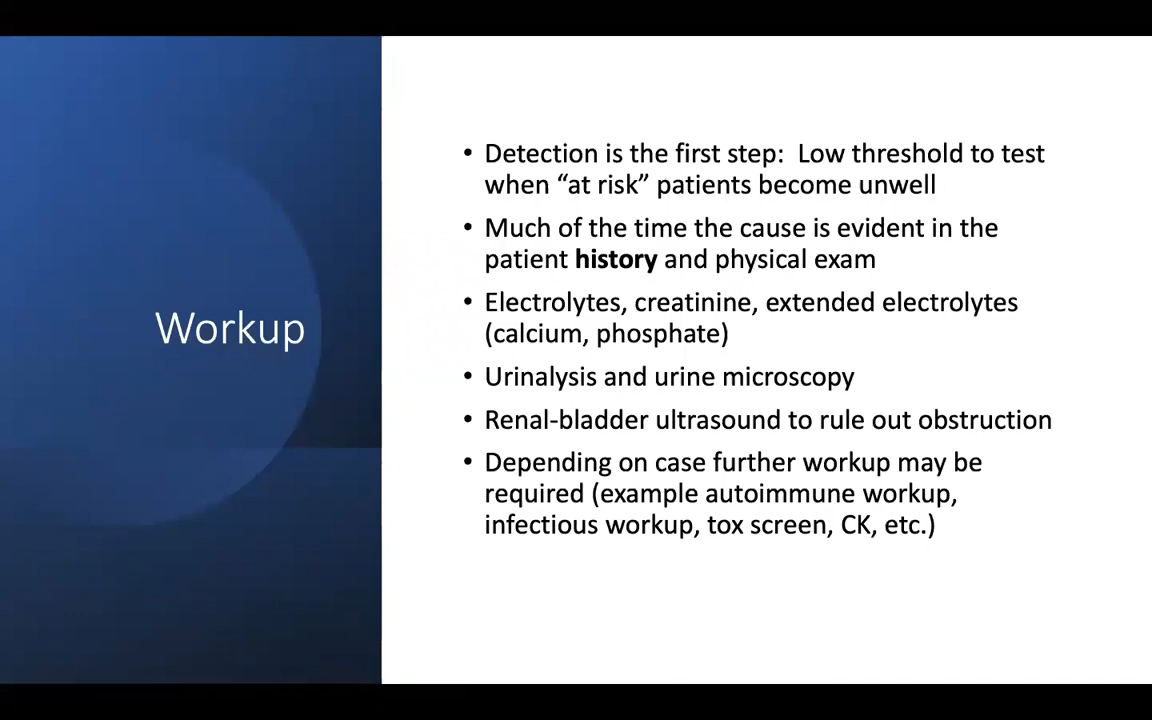 Workup
• Detection is the first step:  Low threshold to test
when “at risk” patients become unwell
• Much of the time the cause is evident in the
patient history and physical exam
• Electrolytes, creatinine, extended electrolytes
(calcium, phosphate)
• Urinalysis and urine microscopy
• Renal-bladder ultrasound to rule out obstruction
• Depending on case further workup may be
required (example autoimmune workup,
infectious workup, tox screen, CK, etc.)